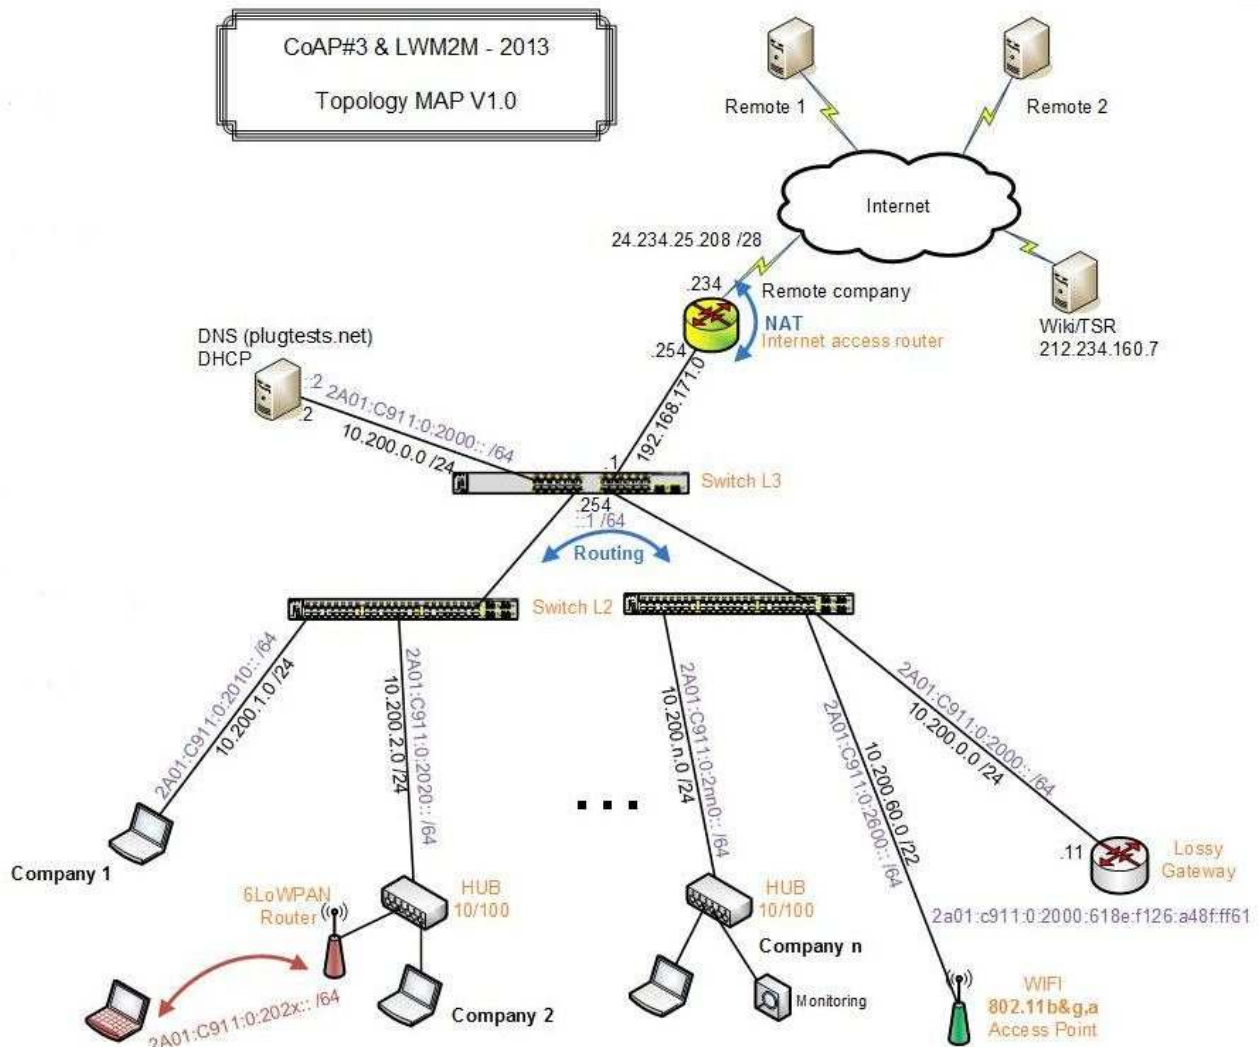 CoAP#3 & LWM2M - 2013
Topology MAP V1.0
Remote 1
Remote 2
Internet
24.234.25.208 /28
.234
Remote company
NAT
Internet access router
.254
Wiki/TSR
212.234.160.7
DNS (plugtests.net)
DHCP
::2
.2
2A01:C911:0:2000:: /64
10.200.0.0 /24
192.168.171.0
.1
Switch L3
.254
::1 /64
Routing
Switch L2
2A01:C911:0:2010:: /64
10.200.1.0 /24
2A01:C911:0:2020:: /64
10.200.2.0 /24
2A01:C911:0:2nn0:: /64
10.200.n.0 /24
10.200.60.0 /22
2A01:C911:0:2600:: /64
2A01:C911:0:2000:: /64
10.200.0.0 /24
. . .
Company 1
.11
Lossy
Gateway
2a01:c911:0:2000:618e:f126:a48f:ff61
6LoWPAN
Router
HUB
10/100
HUB
10/100
Company n
Monitoring
Company 2
2A01:C911:0:202x:: /64
WIFI
802.11b&g,a
Access Point